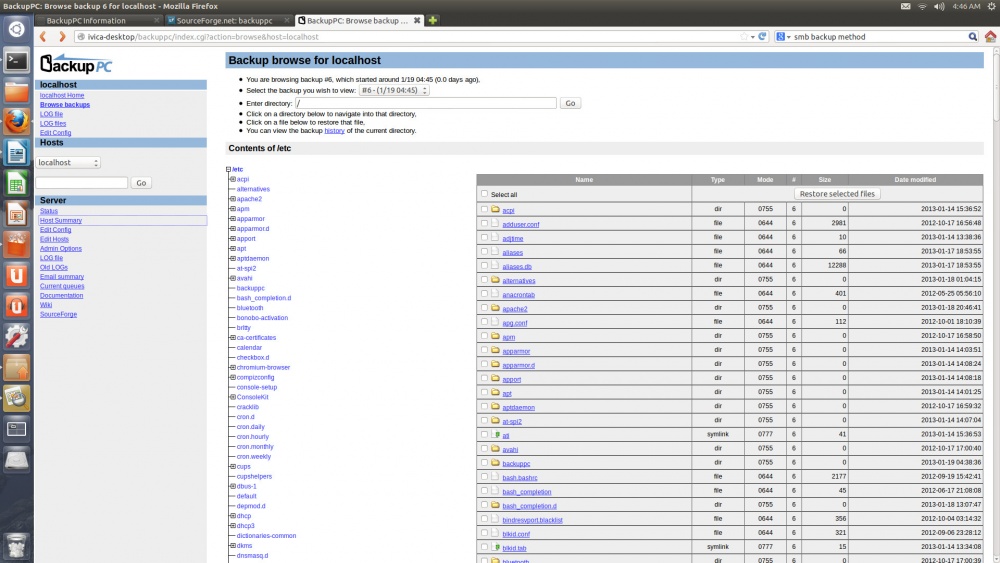 BackupPC: Browse backup 6 for localhost - Mozilla Firefox
4:46 AM
BackupPC Information
SourceForge.net: backuppc
BackupPC: Browse backup ...
ivica-desktop/backuppc/index.cgi?action=browse&host=localhost
smb backup method
BackupPC
localhost
localhost Home
Browse backups
LOG file
LOG files
Edit Config
Hosts
localhost
Go
Server
Status
Host Summary
Edit Config
Edit Hosts
Admin Options
LOG file
Old LOGs
Email summary
Current queues
Documentation
Wiki
SourceForge
Backup browse for localhost
You are browsing backup #6, which started around 1/19 04:45 (0.0 days ago),
Select the backup you wish to view: #6 - (1/19 04:45)
Enter directory: / Go
Click on a directory below to navigate into that directory,
Click on a file below to restore that file,
You can view the backup history of the current directory.
Contents of /etc
/etc
acpi
alternatives
apache2
apm
apparmor
apparmor.d
apport
apt
aptdaemon
at-spi2
avahi
backuppc
bash_completion.d
bluetooth
bonobo-activation
brltty
ca-certificates
calendar
checkbox.d
chromium-browser
compizconfig
console-setup
ConsoleKit
cracklib
cron.d
cron.daily
cron.hourly
cron.monthly
cron.weekly
cups
cupshelpers
dbus-1
default
depmod.d
dhcp
dhcp3
dictionaries-common
dkms
dnsmasq.d
Name Type Mode # Size Date modified
Select all Restore selected files
acpi dir 0755 6 0 2013-01-14 15:36:52
adduser.conf file 0644 6 2981 2012-10-17 16:56:48
adjtime file 0644 6 10 2013-01-14 13:38:36
aliases file 0644 6 66 2013-01-17 18:53:55
aliases.db file 0644 6 12288 2013-01-17 18:53:55
alternatives dir 0755 6 0 2013-01-18 01:04:15
anacrontab file 0644 6 401 2012-05-25 05:56:10
apache2 dir 0755 6 0 2013-01-18 20:46:41
apg.conf file 0644 6 112 2012-10-01 18:10:39
apm dir 0755 6 0 2012-10-17 16:58:50
apparmor dir 0755 6 0 2013-01-14 14:03:51
apparmor.d dir 0755 6 0 2013-01-14 14:08:24
apport dir 0755 6 0 2013-01-14 14:08:18
apt dir 0755 6 0 2013-01-14 14:01:25
aptdaemon dir 0755 6 0 2012-10-17 16:59:32
at-spi2 dir 0755 6 0 2013-01-14 14:07:04
ati symlink 0777 6 41 2013-01-14 15:36:53
avahi dir 0755 6 0 2012-10-17 17:00:40
backuppc dir 0755 6 0 2013-01-19 04:38:36
bash.bashrc file 0644 6 2177 2012-09-19 15:42:41
bash_completion file 0644 6 45 2012-06-17 21:08:08
bash_completion.d dir 0755 6 0 2013-01-18 13:07:47
bindresvport.blacklist file 0644 6 356 2012-10-04 03:14:32
blkid.conf file 0644 6 321 2012-09-06 23:28:12
blkid.tab symlink 0777 6 15 2013-01-14 13:34:08
bluetooth dir 0755 6 0 2012-10-17 17:00:39